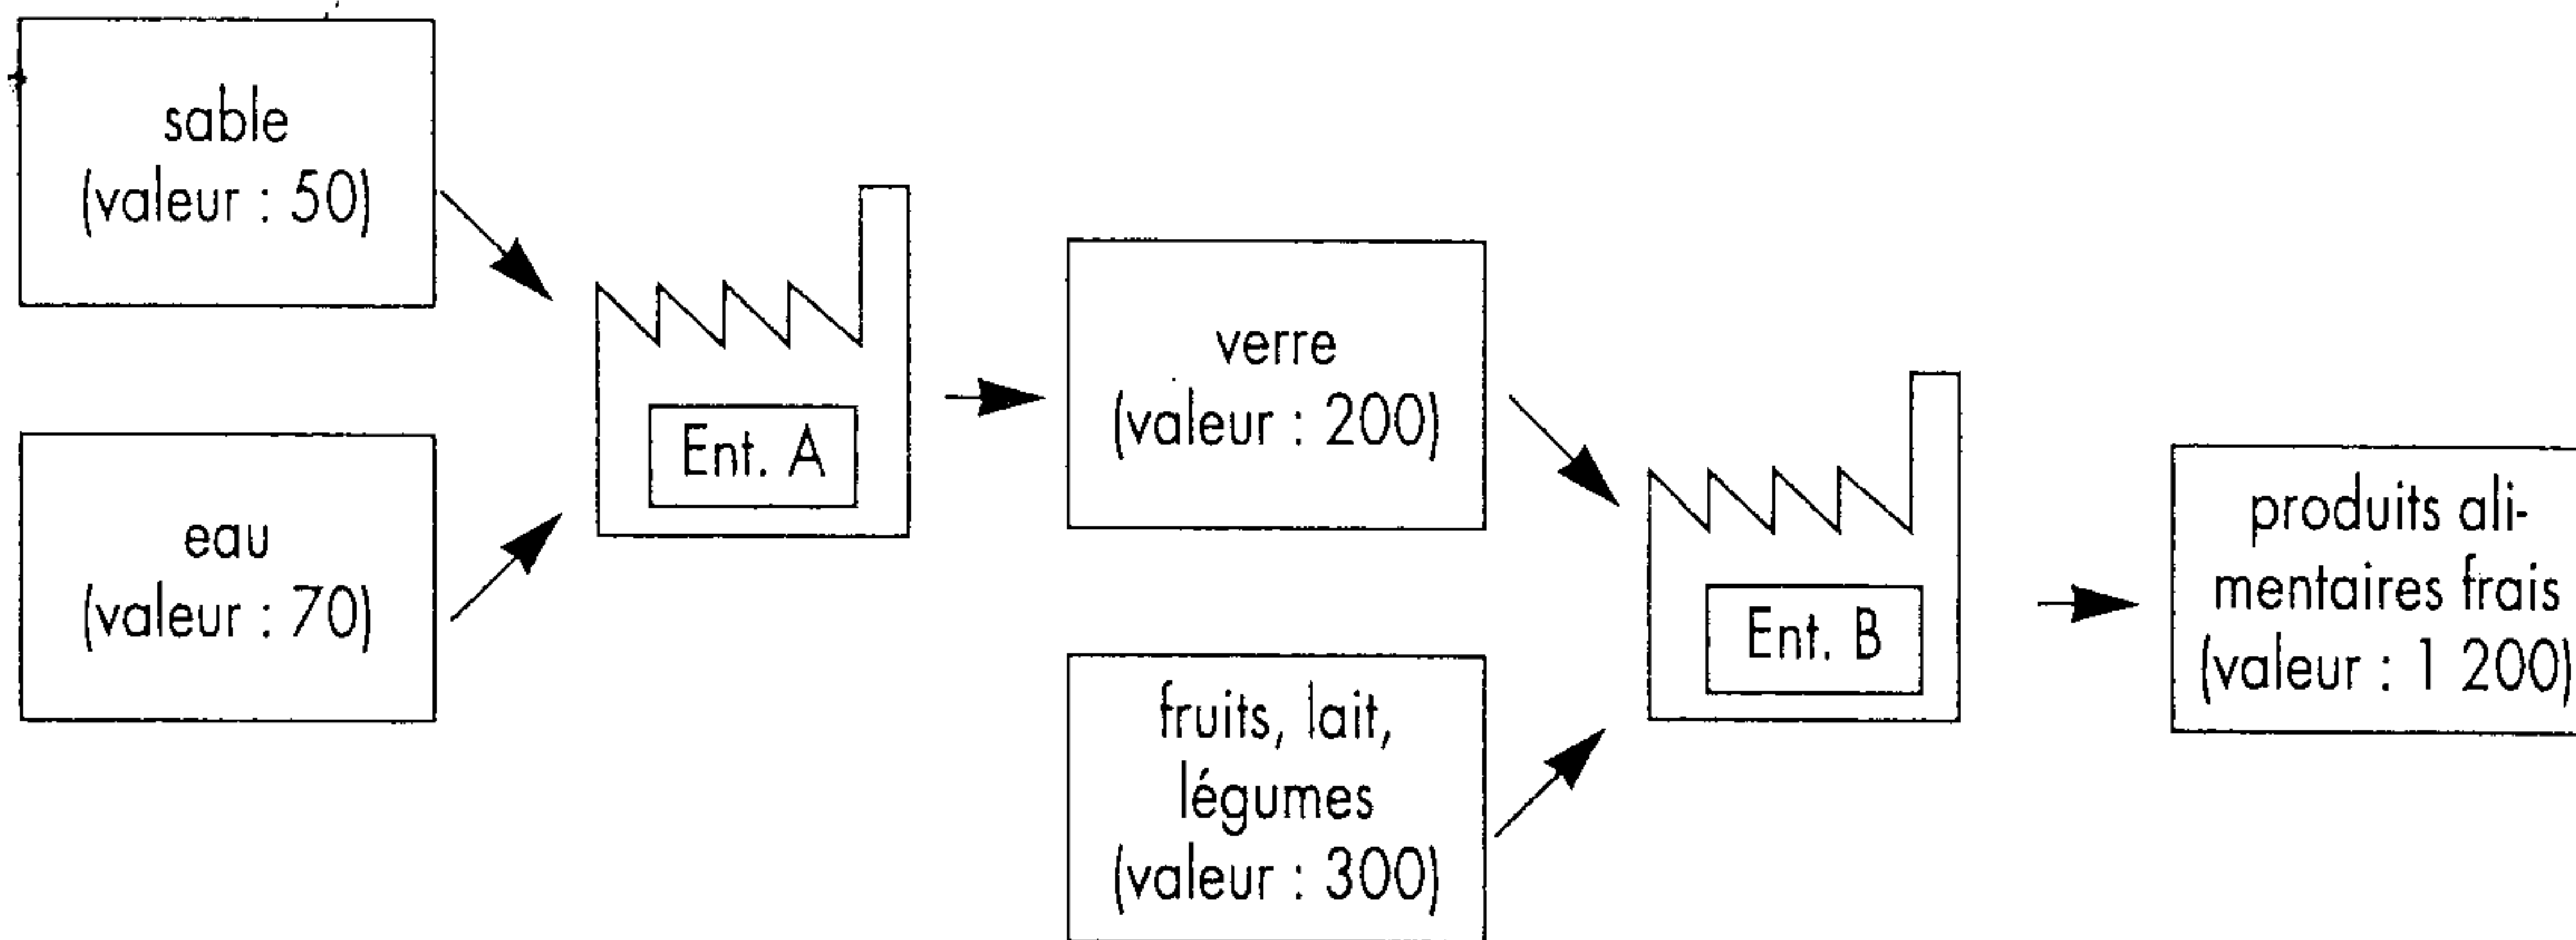 sable
(valeur : 50)
eau
(valeur : 70)
Ent. A
verre
(valeur : 200)
fruits, lait,
légumes
(valeur : 300)
Ent. B
produits ali-
mentaires frais
(valeur : 1 200)